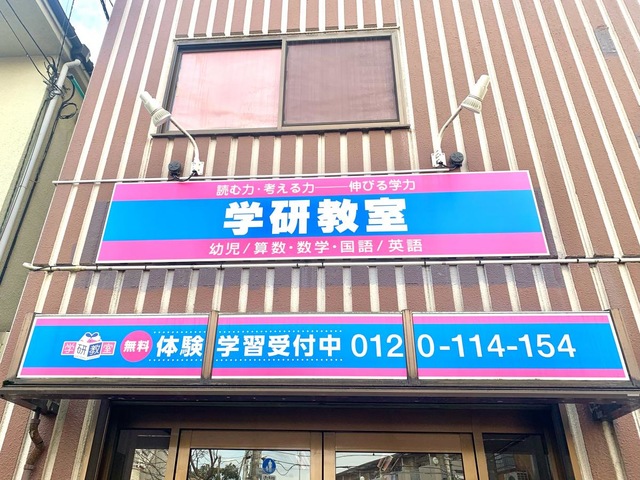 読む力・考える力──伸びる学力
学研教室
幼児/算数・数学・国語/英語
学研教室 無料 体験学習受付中 0120-114-154